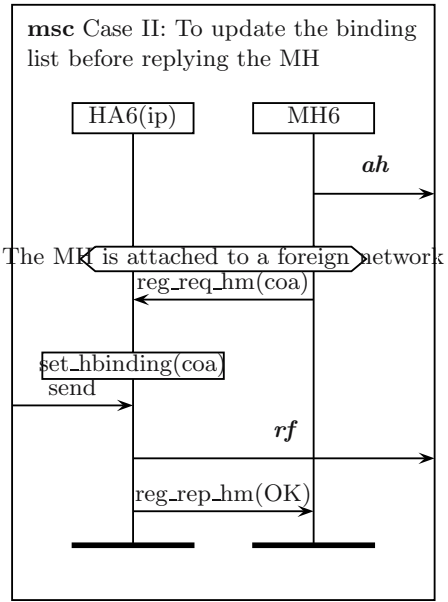 msc Case II: To update the binding
list before replying the MH
HA6(ip) MH6
ah
The MH is attached to a foreign network
reg_req_hm(coa)
set_hbinding(coa)
send
rf
reg_rep_hm(OK)